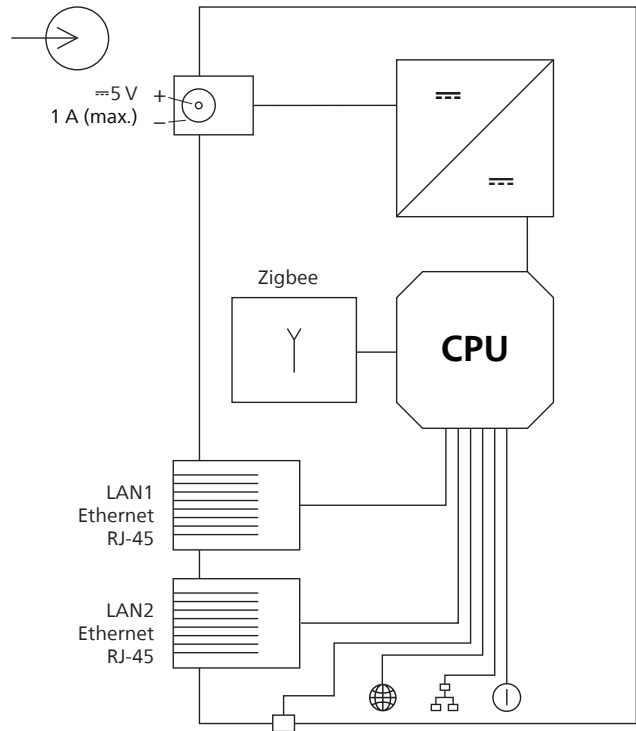 ⎓5 V +
1 A (max.) –
Zigbee
CPU
LAN1
Ethernet
RJ-45
LAN2
Ethernet
RJ-45